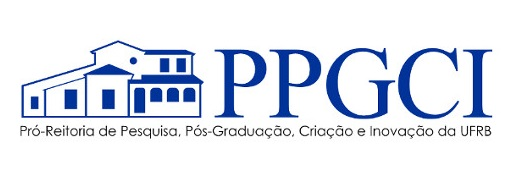 PPGCI
Pró-Reitoria de Pesquisa, Pós-Graduação, Criação e Inovação da UFRB